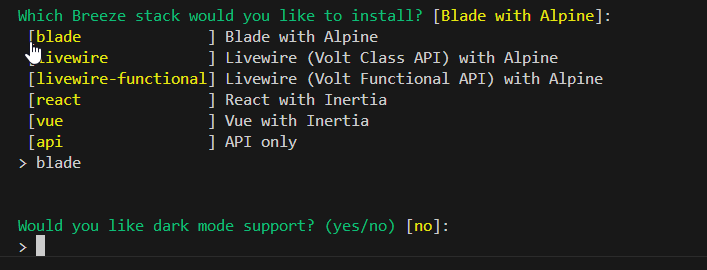 Which Breeze stack would you like to install? [Blade with Alpine]:
[blade ] Blade with Alpine
[livewire ] Livewire (Volt Class API) with Alpine
[livewire-functional] Livewire (Volt Functional API) with Alpine
[react ] React with Inertia
[vue ] Vue with Inertia
[api ] API only
> blade
Would you like dark mode support? (yes/no) [no]:
>